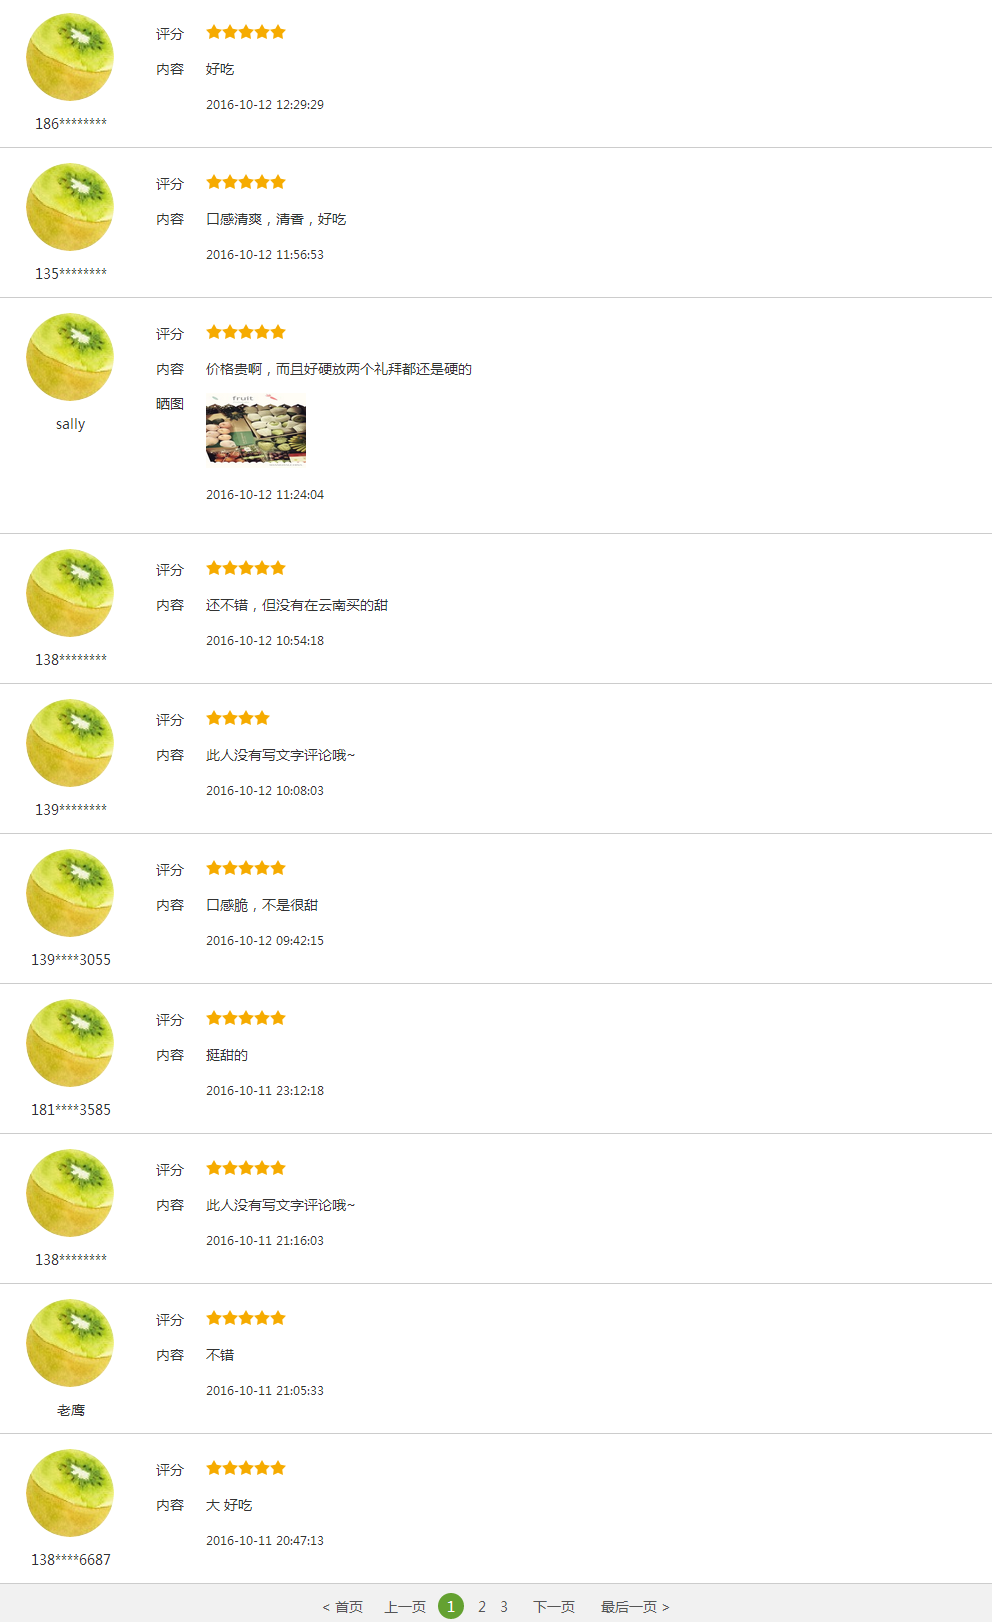 评分
内容 好吃
2016-10-12 12:29:29
186********
评分
内容 口感清爽，清香，好吃
2016-10-12 11:56:53
135********
评分
内容 价格贵啊，而且好硬放两个礼拜都还是硬的
晒图
fruit
sally
2016-10-12 11:24:04
评分
内容 还不错，但没有在云南买的甜
2016-10-12 10:54:18
138********
评分
内容 此人没有写文字评论哦~
2016-10-12 10:08:03
139********
评分
内容 口感脆，不是很甜
2016-10-12 09:42:15
139****3055
评分
内容 挺甜的
2016-10-11 23:12:18
181****3585
评分
内容 此人没有写文字评论哦~
2016-10-11 21:16:03
138********
评分
内容 不错
2016-10-11 21:05:33
老鹰
评分
内容 大 好吃
2016-10-11 20:47:13
138****6687
< 首页 上一页 1 2 3 下一页 最后一页 >